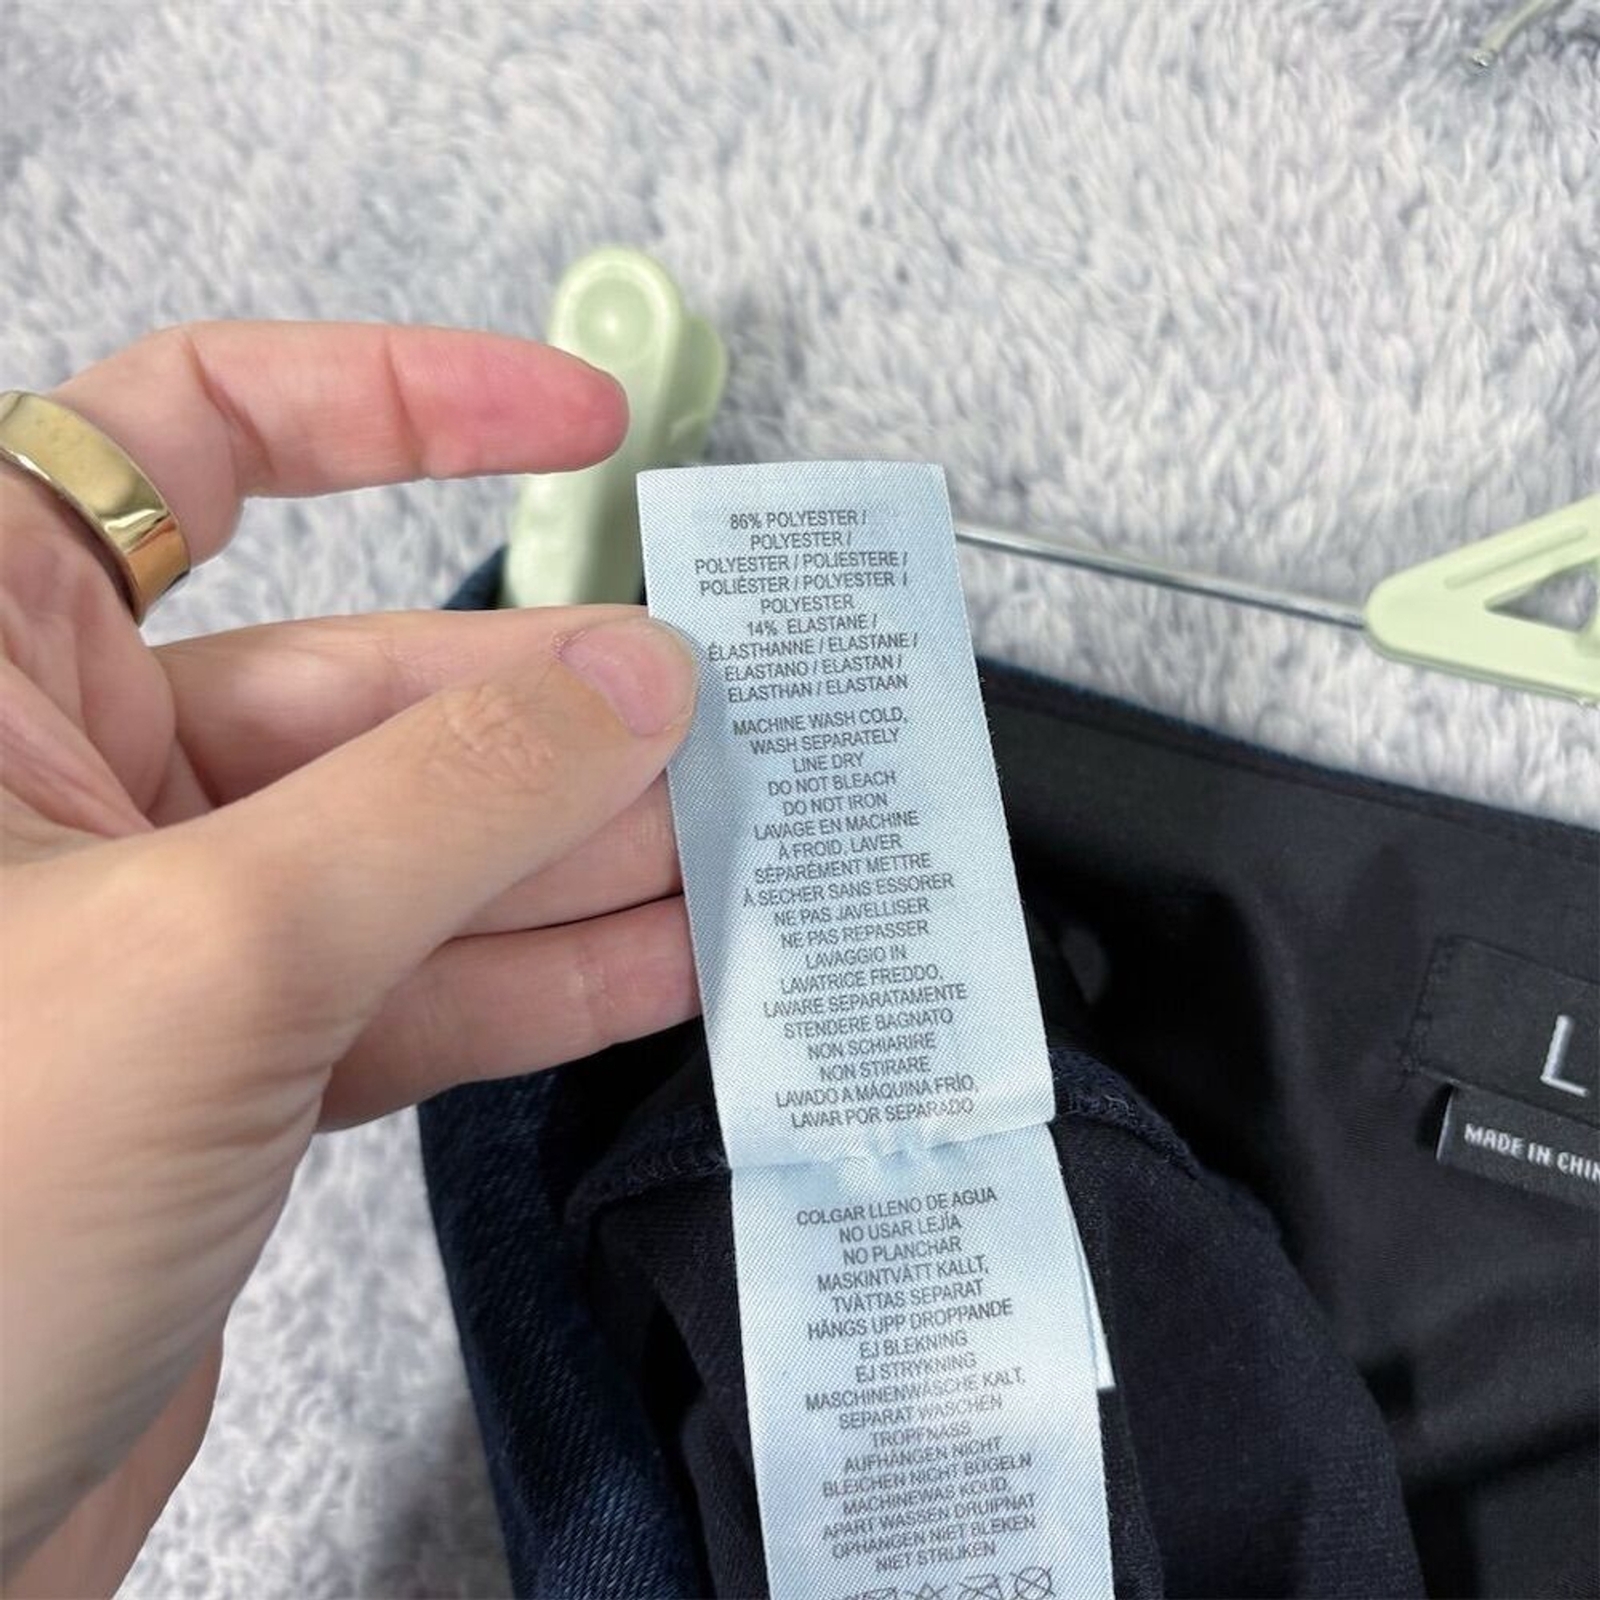 86% POLYESTER /
POLYESTER /
POLYESTER / POLIESTERE /
POLIÉSTER / POLYESTER /
POLYESTER
14% ELASTANE /
ÉLASTHANNE / ELASTANE /
ELASTANO / ELASTAN /
ELASTHAN / ELASTAAN
MACHINE WASH COLD,
WASH SEPARATELY
LINE DRY
DO NOT BLEACH
DO NOT IRON
LAVAGE EN MACHINE
À FROID, LAVER
SÉPARÉMENT METTRE
À SECHER SANS ESSORER
NE PAS JAVELLISER
NE PAS REPASSER
LAVAGGIO IN
LAVATRICE FREDDO,
LAVARE SEPARATAMENTE
STENDERE BAGNATO
NON SCHIARIRE
NON STIRARE
LAVADO A MÁQUINA FRÍO,
LAVAR POR SEPARADO
COLGAR LLENO DE AGUA
NO USAR LEJÍA
NO PLANCHAR
MASKINTVÄTT KALLT,
TVÄTTAS SEPARAT
HÄNGS UPP DROPPANDE
EJ BLEKNING
EJ STRYKNING
MASCHINENWÄSCHE KALT,
SEPARAT WASCHEN
TROPFNASS
AUFHÄNGEN NICHT
BLEICHEN NICHT BÜGELN
MACHINEWAS KOUD,
APART WASSEN DRUIPNAT
OPHANGEN NIET BLEKEN
NIET STRIJKEN
L
MADE IN CHIN